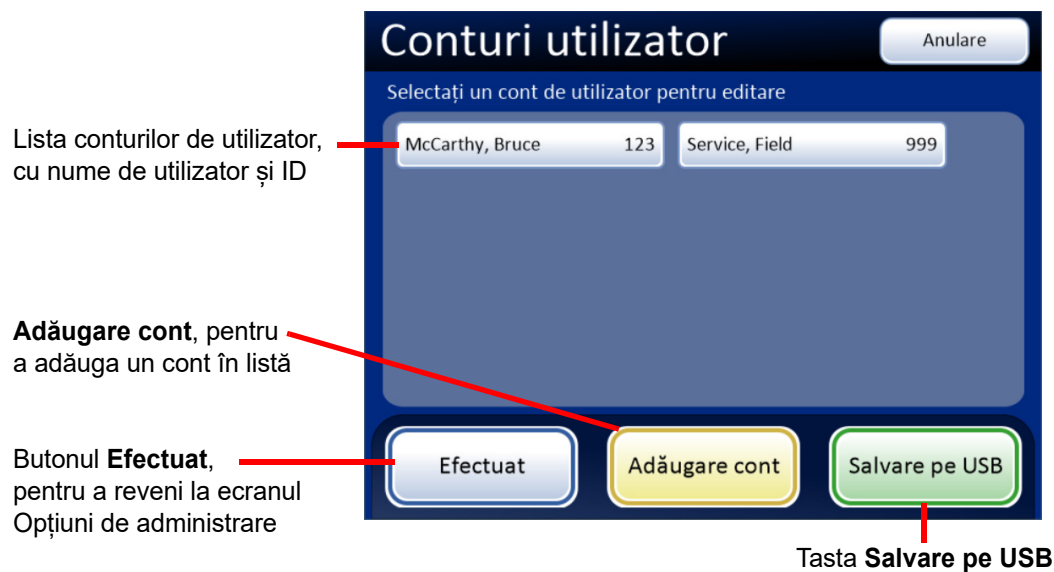 Conturi utilizator
Anulare
Selectați un cont de utilizator pentru editare
Lista conturilor de utilizator,
cu nume de utilizator și ID
McCarthy, Bruce 123
Service, Field 999
Adăugare cont, pentru
a adăuga un cont în listă
Butonul Efectuat,
pentru a reveni la ecranul
Opțiuni de administrare
Efectuat
Adăugare cont
Salvare pe USB
Tasta Salvare pe USB